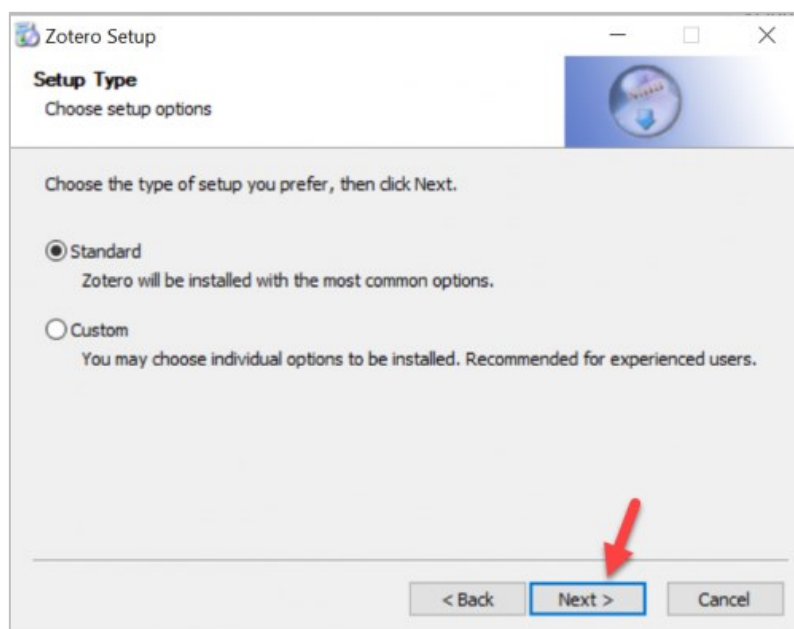 Zotero Setup
Setup Type
Choose setup options
Choose the type of setup you prefer, then click Next.
Standard
Zotero will be installed with the most common options.
Custom
You may choose individual options to be installed. Recommended for experienced users.
< Back
Next >
Cancel